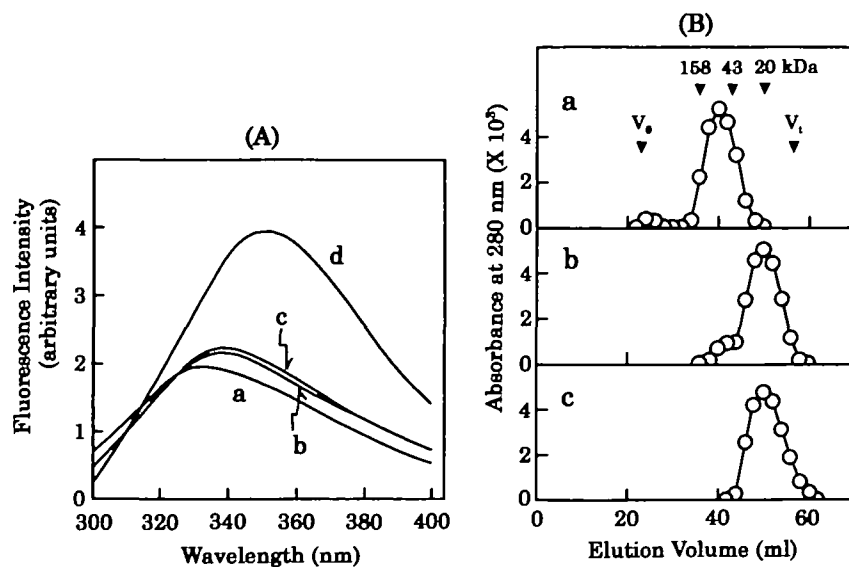 (A)
Fluorescence Intensity
(arbitrary units)
4
3
2
1
0
d
c
a
b
300 320 340 360 380 400
Wavelength (nm)
(B)
Absorbance at 280 nm (X 10³)
158 43 20 kDa
a
V₀
Vₜ
4
2
0
b
4
2
0
c
4
2
0
0 20 40 60
Elution Volume (ml)